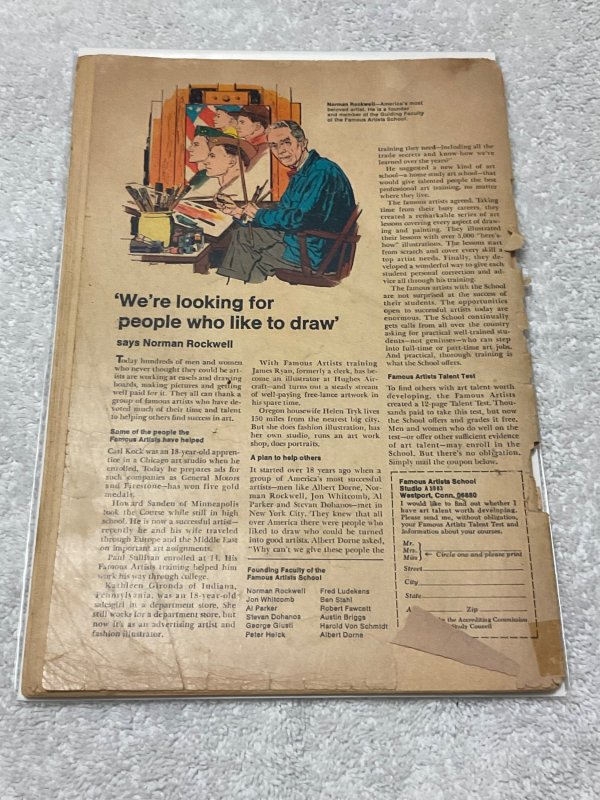 Norman Rockwell—America's most
beloved artist. He is a founder
and member of the Guiding Faculty
of the Famous Artists School.
'We're looking for
people who like to draw'
says Norman Rockwell
Today hundreds of men and women
who never thought they could be art-
ists are working at easels and drawing
boards, making pictures and getting
well paid for it. They all can thank a
group of famous artists who have de-
voted much of their time and talent
to helping others find success in art.
Some of the people the
Famous Artists have helped
Carl Kock was an 18-year-old appren-
tice in a Chicago art studio when he
enrolled. Today he prepares ads for
such companies as General Motors
and Firestone—has won five gold
medals.
Howard Sanden of Minneapolis
took the Course while still in high
school. He is now a successful artist—
recently he and his wife traveled
through Europe and the Middle East
on important art assignments.
Paul Sullivan enrolled at 14. His
Famous Artists training helped him
work his way through college.
Kathleen Gironda of Indiana,
Pennsylvania, was an 18-year-old
salesgirl in a department store. She
still works for a department store, but
now it's as an advertising artist and
fashion illustrator.
With Famous Artists training
James Ryan, formerly a clerk, has be-
come an illustrator at Hughes Air-
craft—and turns out a steady stream
of well-paying free-lance artwork in
his spare time.
Oregon housewife Helen Tryk lives
150 miles from the nearest big city.
But she does fashion illustration, has
her own studio, runs an art work
shop, does portraits.
A plan to help others
It started over 18 years ago when a
group of America's most successful
artists—men like Albert Dorne, Nor-
man Rockwell, Jon Whitcomb, Al
Parker and Stevan Dohanos—met in
New York City. They knew that all
over America there were people who
liked to draw who could be turned
into good artists. Albert Dorne asked,
"Why can't we give these people the
Founding Faculty of the
Famous Artists School
Norman Rockwell
Jon Whitcomb
Al Parker
Stevan Dohanos
George Giusti
Peter Helck
Fred Ludekens
Ben Stahl
Robert Fawcett
Austin Briggs
Harold Von Schmidt
Albert Dorne
training they need—including all the
trade secrets and know-how we've
learned over the years?"
He suggested a new kind of art
school—a home study art school—that
would give talented people the best
professional art training, no matter
where they live.
The famous artists agreed. Taking
time from their busy careers, they
created a remarkable series of art
lessons covering every aspect of draw-
ing and painting. They illustrated
their lessons with over 5,000 "here's-
how" illustrations. The lessons start
from scratch and cover every skill a
top artist needs. Finally, they de-
veloped a wonderful way to give each
student personal correction and ad-
vice all through his training.
The famous artists with the School
are not surprised at the success of
their students. The opportunities
open to successful artists today are
enormous. The School continually
gets calls from all over the country
asking for practical well-trained stu-
dents—not geniuses—who can step
into full-time or part-time art jobs.
And practical, thorough training is
what the School offers.
Famous Artists Talent Test
To find others with art talent worth
developing, the Famous Artists
created a 12-page Talent Test. Thou-
sands paid to take this test, but now
the School offers and grades it free.
Men and women who do well on the
test—or offer other sufficient evidence
of art talent—may enroll in the
School. But there's no obligation.
Simply mail the coupon below.
Famous Artists School
Studio
Westport, Conn. 06880
I would like to find out whether I
have art talent worth developing.
Please send me, without obligation,
your Famous Artists Talent Test and
information about your courses.
Mr.
Mrs.
Miss ← Circle one and please print
Street
City
State
Zip
the Accrediting Commission
Study Council